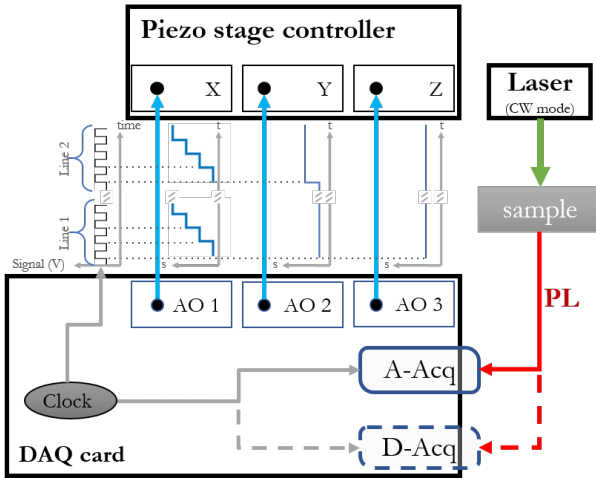 Piezo stage controller
X
Y
Z
Laser
(CW mode)
time
t
t
t
Line 2
Line 1
sample
Signal (V)
s
s
s
PL
AO 1
AO 2
AO 3
A-Acq
Clock
D-Acq
DAQ card